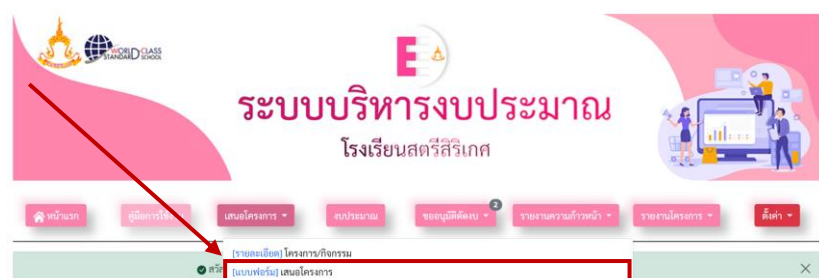 WORLD CLASS
STANDARD SCHOOL
E
ระบบบริหารงบประมาณ
โรงเรียนสตรีสิริเกศ
หน้าแรก
คู่มือการใช้
เสนอโครงการ
งบประมาณ
ขออนุมัติตัดงบ
2
รายงานความก้าวหน้า
รายงานโครงการ
ตั้งค่า
[รายละเอียด] โครงการ/กิจกรรม
[แบบฟอร์ม] เสนอโครงการ